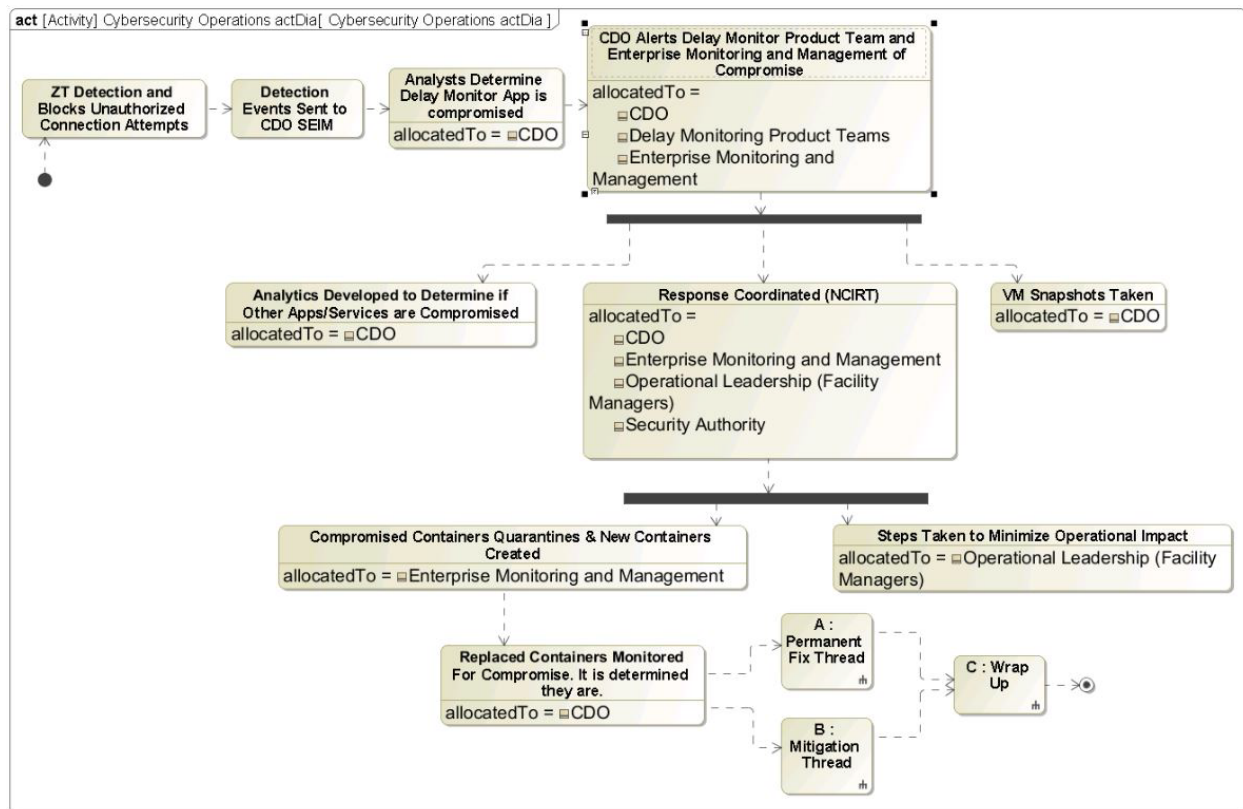 act [Activity] Cybersecurity Operations actDia[ Cybersecurity Operations actDia ]
ZT Detection and
Blocks Unauthorized
Connection Attempts
Detection
Events Sent to
CDO SEIM
Analysts Determine
Delay Monitor App is
compromised
allocatedTo = CDO
CDO Alerts Delay Monitor Product Team and
Enterprise Monitoring and Management of
Compromise
allocatedTo =
CDO
Delay Monitoring Product Teams
Enterprise Monitoring and
Management
Analytics Developed to Determine if
Other Apps/Services are Compromised
allocatedTo = CDO
Response Coordinated (NCIRT)
allocatedTo =
CDO
Enterprise Monitoring and Management
Operational Leadership (Facility
Managers)
Security Authority
VM Snapshots Taken
allocatedTo = CDO
Compromised Containers Quarantines & New Containers
Created
allocatedTo = Enterprise Monitoring and Management
Steps Taken to Minimize Operational Impact
allocatedTo = Operational Leadership (Facility
Managers)
Replaced Containers Monitored
For Compromise. It is determined
they are.
allocatedTo = CDO
A :
Permanent
Fix Thread
B :
Mitigation
Thread
C : Wrap
Up